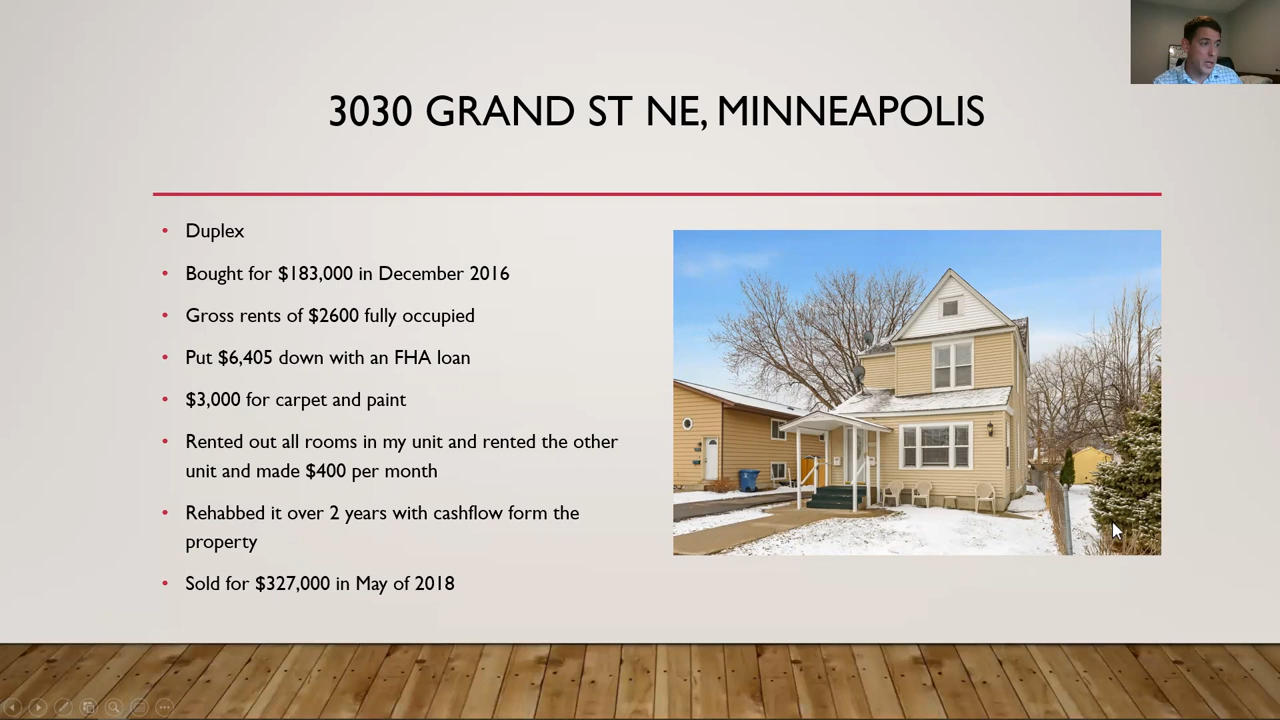 3030 GRAND ST NE, MINNEAPOLIS
Duplex
Bought for $183,000 in December 2016
Gross rents of $2600 fully occupied
Put $6,405 down with an FHA loan
$3,000 for carpet and paint
Rented out all rooms in my unit and rented the other
unit and made $400 per month
Rehabbed it over 2 years with cashflow form the
property
Sold for $327,000 in May of 2018